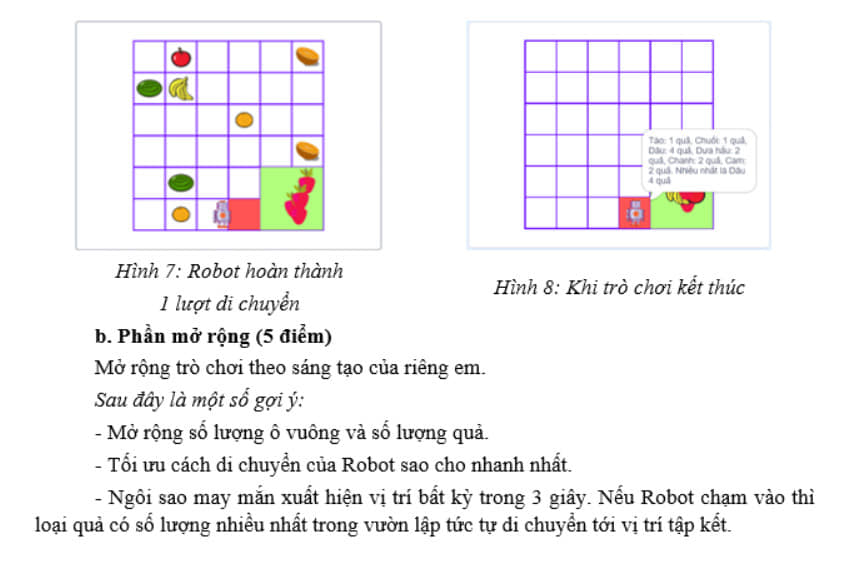 Táo: 1 quả, Chuối: 1 quả,
Dâu: 4 quả, Dưa hấu: 2
quả, Chanh: 2 quả, Cam:
2 quả. Nhiều nhất là Dâu
4 quả
Hình 7: Robot hoàn thành
1 lượt di chuyển
Hình 8: Khi trò chơi kết thúc
b. Phần mở rộng (5 điểm)
Mở rộng trò chơi theo sáng tạo của riêng em.
Sau đây là một số gợi ý:
- Mở rộng số lượng ô vuông và số lượng quả.
- Tối ưu cách di chuyển của Robot sao cho nhanh nhất.
- Ngôi sao may mắn xuất hiện vị trí bất kỳ trong 3 giây. Nếu Robot chạm vào thì
loại quả có số lượng nhiều nhất trong vườn lập tức tự di chuyển tới vị trí tập kết.